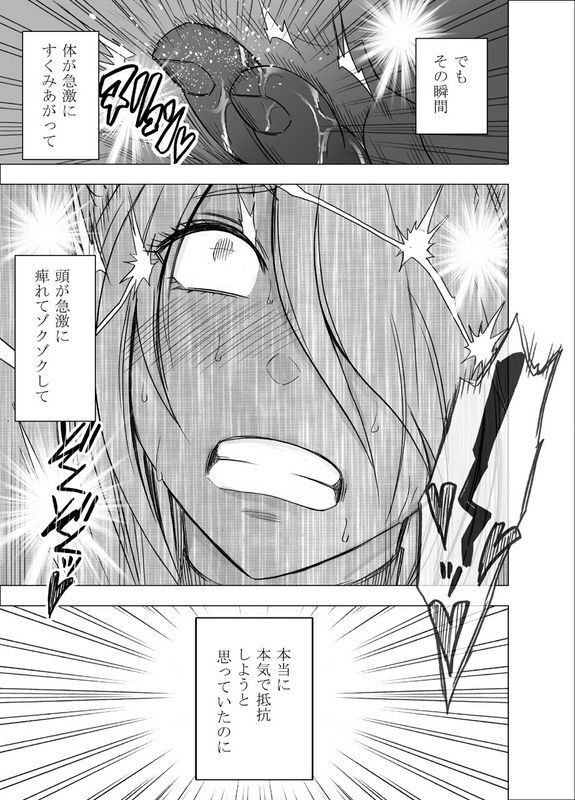 でも
その瞬間
体が急激に
すくみあがって
頭が急激に
痺れてゾクゾクして
本当に
本気で抵抗
しようと
思っていたのに